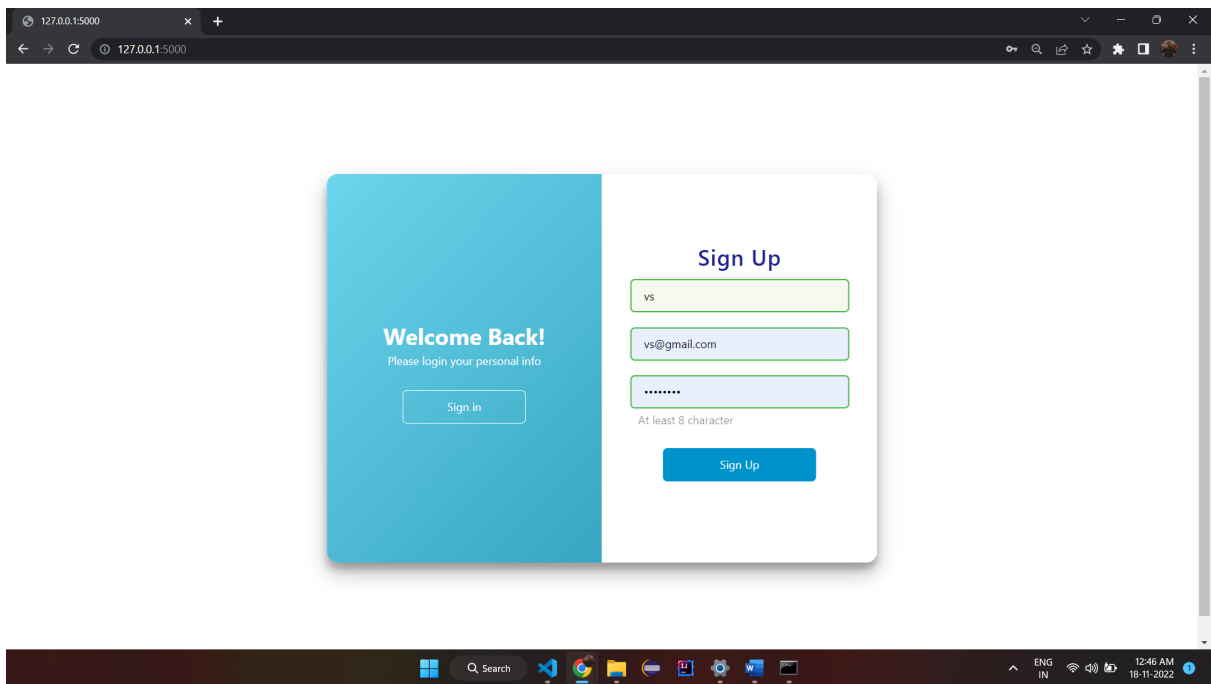 127.0.0.1:5000
127.0.0.1:5000
Sign Up
vs
Welcome Back!
vs@gmail.com
Please login your personal info
••••••••
Sign in
At least 8 character
Sign Up
Search
ENG
IN
12:46 AM
18-11-2022
1